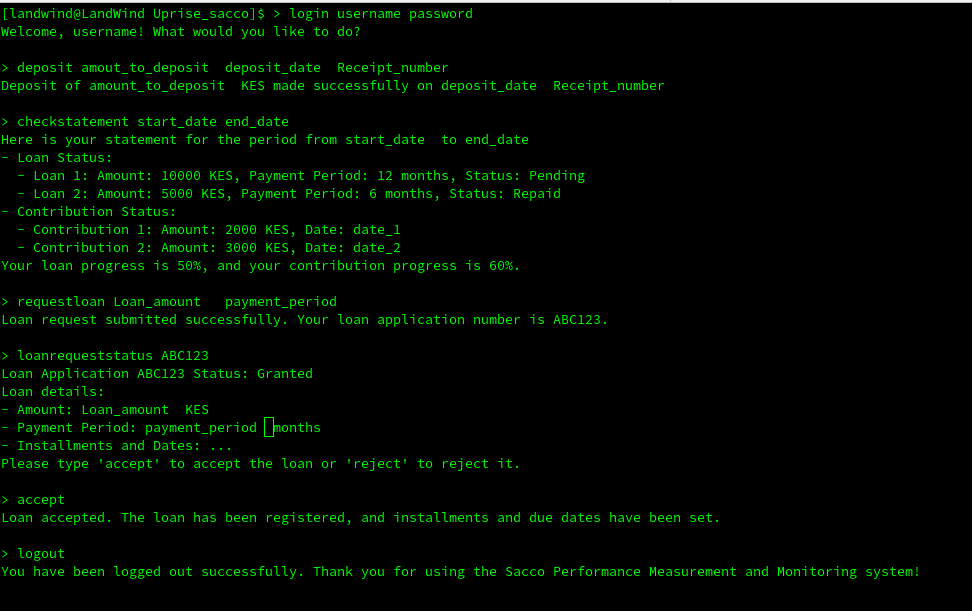 [landwind@LandWind Uprise_sacco]$ > login username password
Welcome, username! What would you like to do?
> deposit amout_to_deposit  deposit_date  Receipt_number
Deposit of amount_to_deposit  KES made successfully on deposit_date  Receipt_number
> checkstatement start_date end_date
Here is your statement for the period from start_date  to end_date
- Loan Status:
  - Loan 1: Amount: 10000 KES, Payment Period: 12 months, Status: Pending
  - Loan 2: Amount: 5000 KES, Payment Period: 6 months, Status: Repaid
- Contribution Status:
  - Contribution 1: Amount: 2000 KES, Date: date_1
  - Contribution 2: Amount: 3000 KES, Date: date_2
Your loan progress is 50%, and your contribution progress is 60%.
> requestloan Loan_amount   payment_period
Loan request submitted successfully. Your loan application number is ABC123.
> loanrequeststatus ABC123
Loan Application ABC123 Status: Granted
Loan details:
- Amount: Loan_amount  KES
- Payment Period: payment_period  months
- Installments and Dates: ...
Please type 'accept' to accept the loan or 'reject' to reject it.
> accept
Loan accepted. The loan has been registered, and installments and due dates have been set.
> logout
You have been logged out successfully. Thank you for using the Sacco Performance Measurement and Monitoring system!